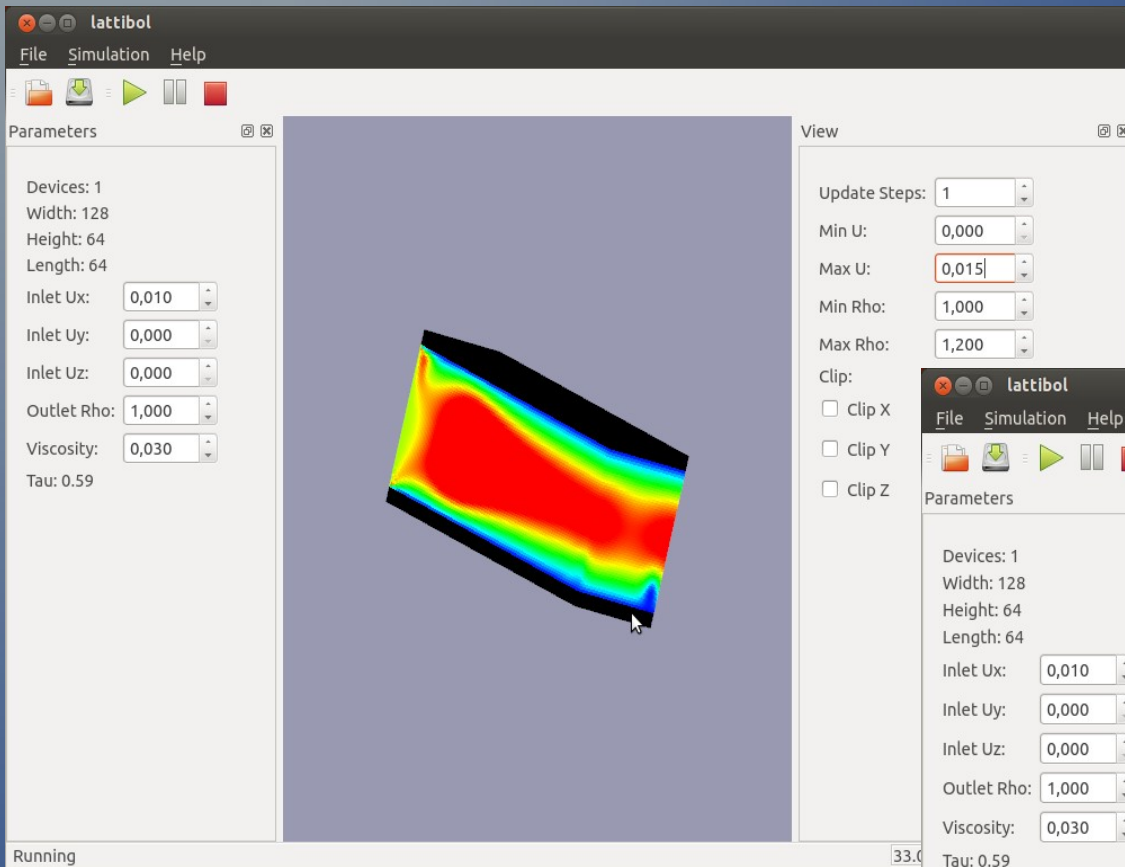 lattibol
File Simulation Help
Parameters
Devices: 1
Width: 128
Height: 64
Length: 64
Inlet Ux: 0,010
Inlet Uy: 0,000
Inlet Uz: 0,000
Outlet Rho: 1,000
Viscosity: 0,030
Tau: 0.59
View
Update Steps: 1
Min U: 0,000
Max U: 0,015
Min Rho: 1,000
Max Rho: 1,200
Clip:
Clip X
Clip Y
Clip Z
Running
33.0
lattibol
File Simulation Help
Parameters
Devices: 1
Width: 128
Height: 64
Length: 64
Inlet Ux: 0,010
Inlet Uy: 0,000
Inlet Uz: 0,000
Outlet Rho: 1,000
Viscosity: 0,030
Tau: 0.59